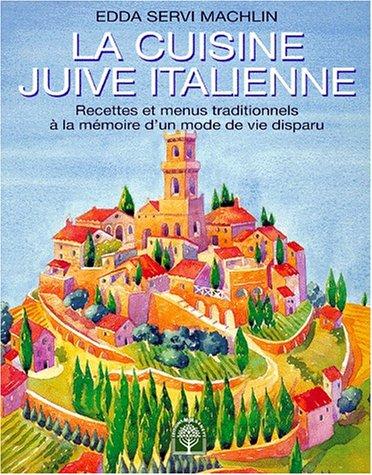 EDDA SERVI MACHLIN
LA CUISINE
JUIVE ITALIENNE
Recettes et menus traditionnels
à la mémoire d'un mode de vie disparu